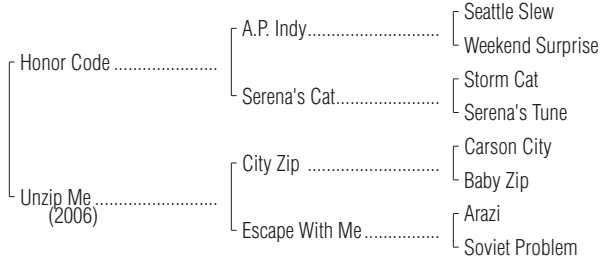 Seattle Slew
A.P. Indy
Weekend Surprise
Honor Code
Storm Cat
Serena's Cat
Serena's Tune
Carson City
City Zip
Baby Zip
Unzip Me
(2006)
Arazi
Escape With Me
Soviet Problem